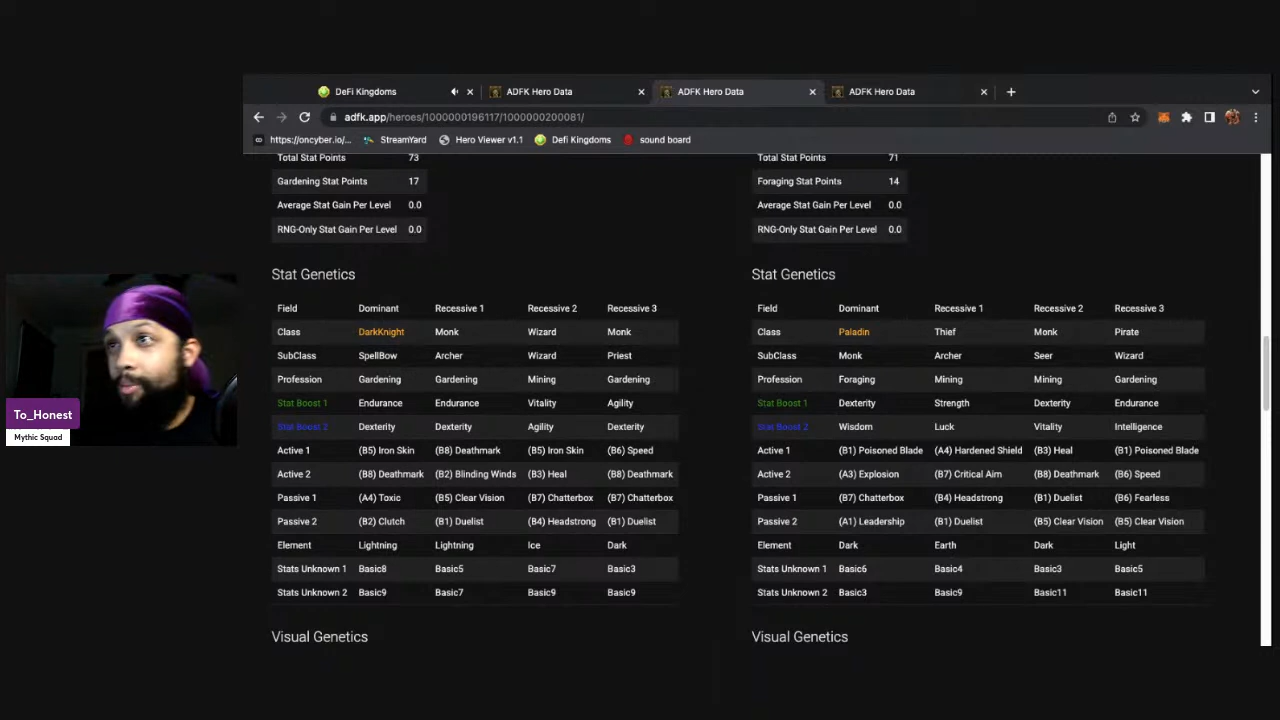 DeFi Kingdoms
ADFK Hero Data
ADFK Hero Data
ADFK Hero Data
adfk.app/heroes/1000000196117/1000000200081/
https://oncyber.io/...
StreamYard
Hero Viewer v1.1
Defi Kingdoms
sound board
Total Stat Points 73
Gardening Stat Points 17
Average Stat Gain Per Level 0.0
RNG-Only Stat Gain Per Level 0.0
Stat Genetics
Field Dominant Recessive 1 Recessive 2 Recessive 3
Class DarkKnight Monk Wizard Monk
SubClass SpellBow Archer Wizard Priest
Profession Gardening Gardening Mining Gardening
Stat Boost 1 Endurance Endurance Vitality Agility
Stat Boost 2 Dexterity Dexterity Agility Dexterity
Active 1 (B5) Iron Skin (B8) Deathmark (B5) Iron Skin (B6) Speed
Active 2 (B8) Deathmark (B2) Blinding Winds (B3) Heal (B8) Deathmark
Passive 1 (A4) Toxic (B5) Clear Vision (B7) Chatterbox (B7) Chatterbox
Passive 2 (B2) Clutch (B1) Duelist (B4) Headstrong (B1) Duelist
Element Lightning Lightning Ice Dark
Stats Unknown 1 Basic8 Basic5 Basic7 Basic3
Stats Unknown 2 Basic9 Basic7 Basic9 Basic9
Visual Genetics
Total Stat Points 71
Foraging Stat Points 14
Average Stat Gain Per Level 0.0
RNG-Only Stat Gain Per Level 0.0
Stat Genetics
Field Dominant Recessive 1 Recessive 2 Recessive 3
Class Paladin Thief Monk Pirate
SubClass Monk Archer Seer Wizard
Profession Foraging Mining Mining Gardening
Stat Boost 1 Dexterity Strength Dexterity Endurance
Stat Boost 2 Wisdom Luck Vitality Intelligence
Active 1 (B1) Poisoned Blade (A4) Hardened Shield (B3) Heal (B1) Poisoned Blade
Active 2 (A3) Explosion (B7) Critical Aim (B8) Deathmark (B6) Speed
Passive 1 (B7) Chatterbox (B4) Headstrong (B1) Duelist (B6) Fearless
Passive 2 (A1) Leadership (B1) Duelist (B5) Clear Vision (B5) Clear Vision
Element Dark Earth Dark Light
Stats Unknown 1 Basic6 Basic4 Basic3 Basic5
Stats Unknown 2 Basic3 Basic9 Basic11 Basic11
Visual Genetics
To_Honest
Mythic Squad